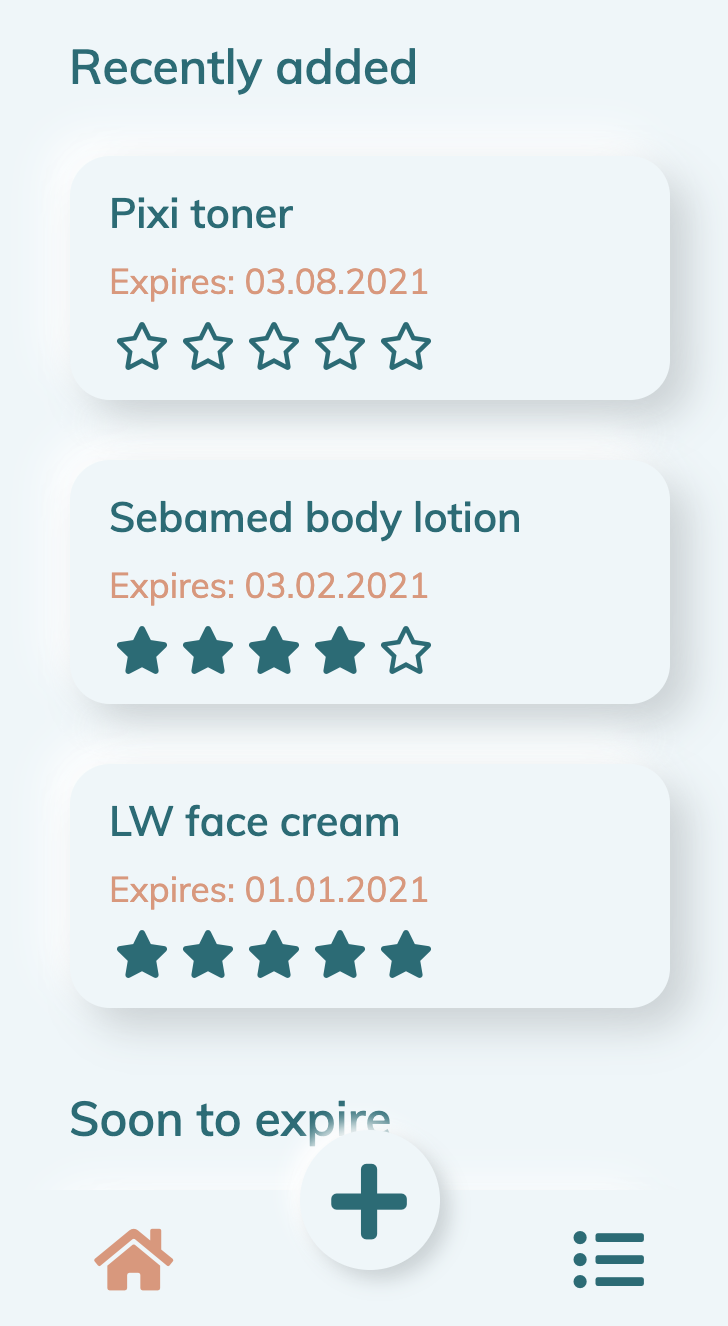 Recently added
Pixi toner
Expires: 03.08.2021
Sebamed body lotion
Expires: 03.02.2021
LW face cream
Expires: 01.01.2021
Soon to expire